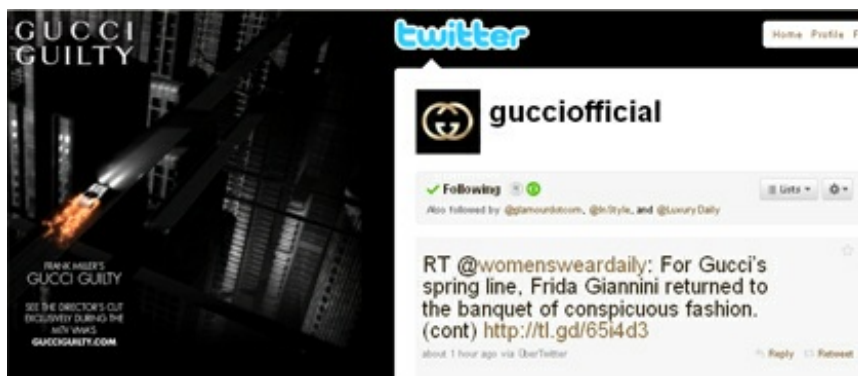 GUCCI
GUILTY
FRANK MILLER'S
GUCCI GUILTY
SEE THE DIRECTOR'S CUT
EXCLUSIVELY DURING THE
MTV VMAS
GUCCIGUILTY.COM
twitter
Home Profile F
gucciofficial
Following
Lists
Also followed by @glamourdotcom, @InStyle, and @LuxuryDaily
RT @womensweardaily: For Gucci's
spring line, Frida Giannini returned to
the banquet of conspicuous fashion.
(cont) http://tl.gd/65i4d3
about 1 hour ago via ÜberTwitter
Reply Retweet